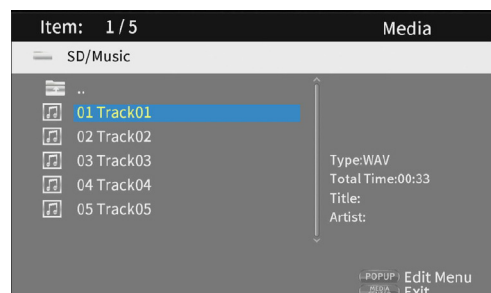 Item: 1/5 Media
SD/Music
..
01 Track01
02 Track02
03 Track03
04 Track04
05 Track05
Type:WAV
Total Time:00:33
Title:
Artist:
POPUP Edit Menu
MEDIA Exit